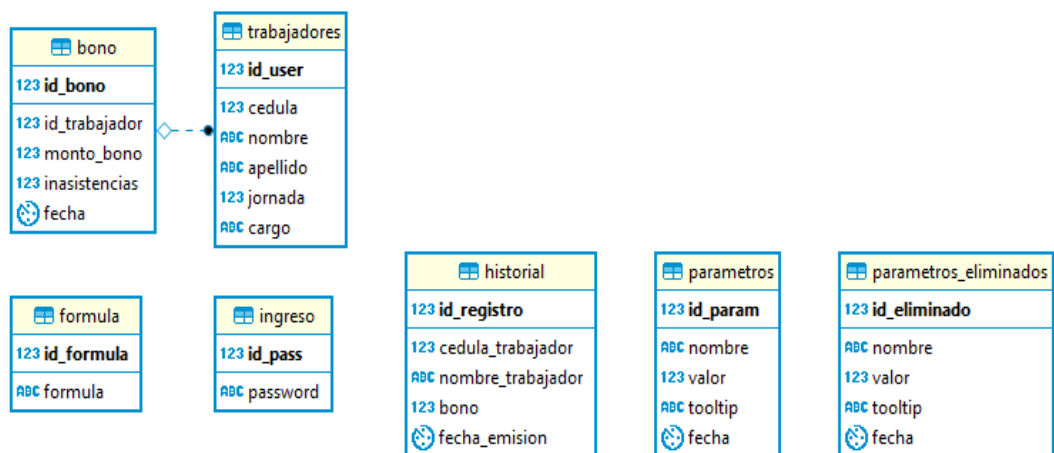 bono
123 id_bono
123 id_trabajador
123 monto_bono
123 inasistencias
fecha
trabajadores
123 id_user
123 cedula
ABC nombre
ABC apellido
123 jornada
ABC cargo
formula
123 id_formula
ABC formula
ingreso
123 id_pass
ABC password
historial
123 id_registro
123 cedula_trabajador
ABC nombre_trabajador
123 bono
fecha_emision
parametros
123 id_param
ABC nombre
123 valor
ABC tooltip
fecha
parametros_eliminados
123 id_eliminado
ABC nombre
123 valor
ABC tooltip
fecha